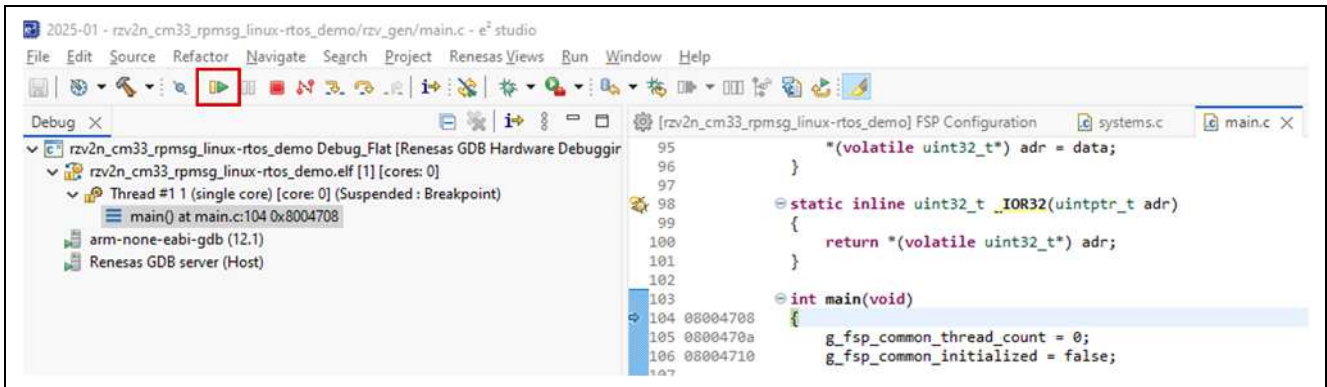 2025-01 - rzv2n_cm33_rpmsg_linux-rtos_demo/rzv_gen/main.c - e² studio
File Edit Source Refactor Navigate Search Project Renesas Views Run Window Help
Debug
rzv2n_cm33_rpmsg_linux-rtos_demo Debug_Flat [Renesas GDB Hardware Debuggin
rzv2n_cm33_rpmsg_linux-rtos_demo.elf [1] [cores: 0]
Thread #1 1 (single core) [core: 0] (Suspended : Breakpoint)
main() at main.c:104 0x8004708
arm-none-eabi-gdb (12.1)
Renesas GDB server (Host)
[rzv2n_cm33_rpmsg_linux-rtos_demo] FSP Configuration systems.c main.c
95 *(volatile uint32_t*) adr = data;
96 }
97
98 static inline uint32_t _IOR32(uintptr_t adr)
99 {
100 return *(volatile uint32_t*) adr;
101 }
102
103 int main(void)
104 08004708 {
105 0800470a g_fsp_common_thread_count = 0;
106 08004710 g_fsp_common_initialized = false;
107